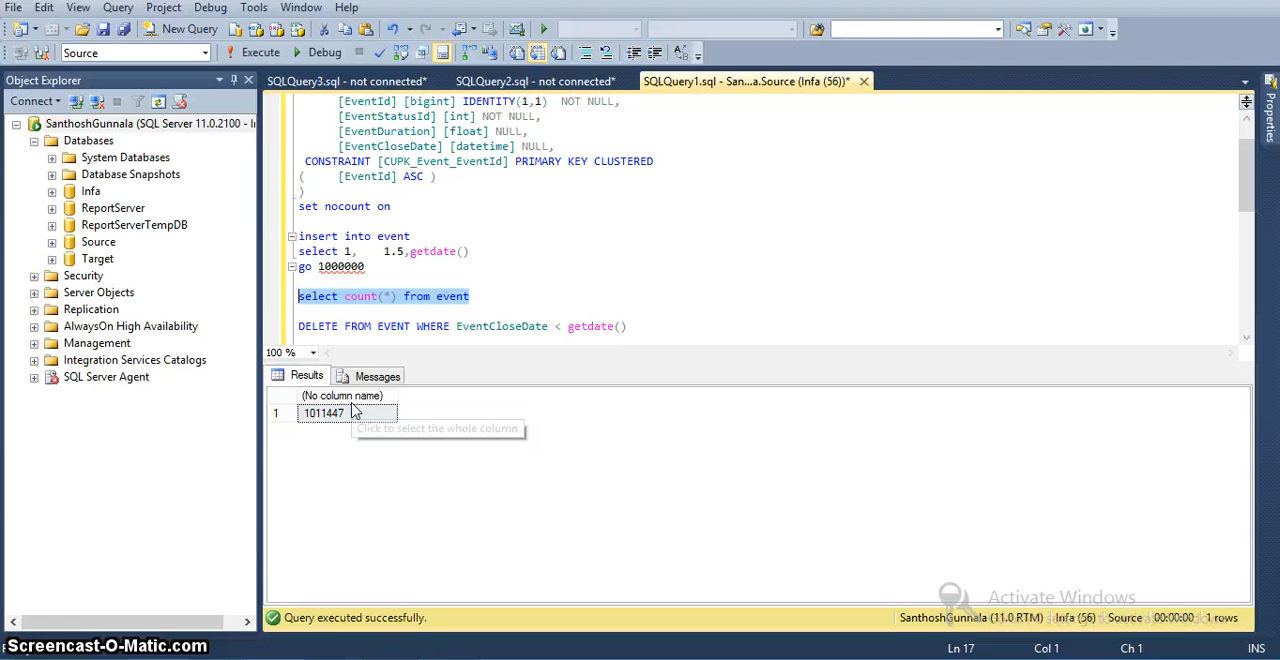 File Edit View Query Project Debug Tools Window Help
New Query
Source Execute Debug
Object Explorer
SQLQuery3.sql - not connected* SQLQuery2.sql - not connected* SQLQuery1.sql - San...a.Source (Infa (56))*
Properties
Connect
SanthoshGunnala (SQL Server 11.0.2100 - I
Databases
System Databases
Database Snapshots
Infa
ReportServer
ReportServerTempDB
Source
Target
Security
Server Objects
Replication
AlwaysOn High Availability
Management
Integration Services Catalogs
SQL Server Agent
[EventId] [bigint] IDENTITY(1,1) NOT NULL,
[EventStatusId] [int] NOT NULL,
[EventDuration] [float] NULL,
[EventCloseDate] [datetime] NULL,
CONSTRAINT [CUPK_Event_EventId] PRIMARY KEY CLUSTERED
( [EventId] ASC )
)
set nocount on
insert into event
select 1, 1.5,getdate()
go 1000000
select count(*) from event
DELETE FROM EVENT WHERE EventCloseDate < getdate()
100 %
Results Messages
(No column name)
1 1011447
Click to select the whole column
Activate Windows
Query executed successfully. SanthoshGunnala (11.0 RTM) Infa (56) Source 00:00:00 1 rows
Ln 17 Col 1 Ch 1 INS
Screencast-O-Matic.com